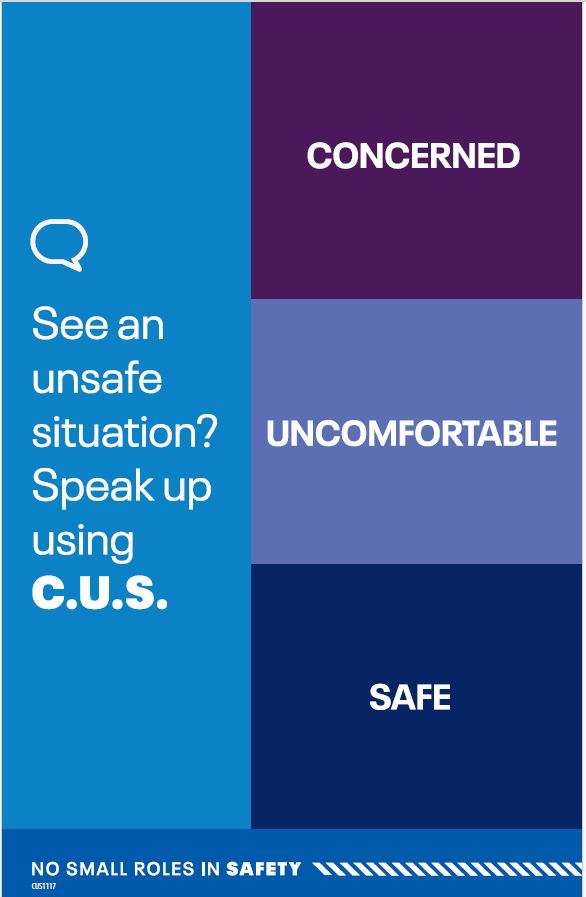 See an
unsafe
situation?
Speak up
using
C.U.S.
CONCERNED
UNCOMFORTABLE
SAFE
NO SMALL ROLES IN SAFETY
CUS1117